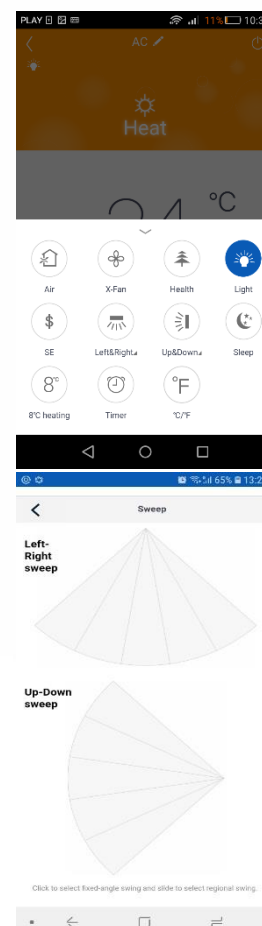 PLAY 11% 10:3
AC
Heat
°C
Air X-Fan Health Light
$
SE Left&Right Up&Down Sleep
8°C °F
8℃ heating Timer ℃/℉
65% 13:2
Sweep
Left-
Right
sweep
Up-Down
sweep
Click to select fixed-angle swing and slide to select regional swing.